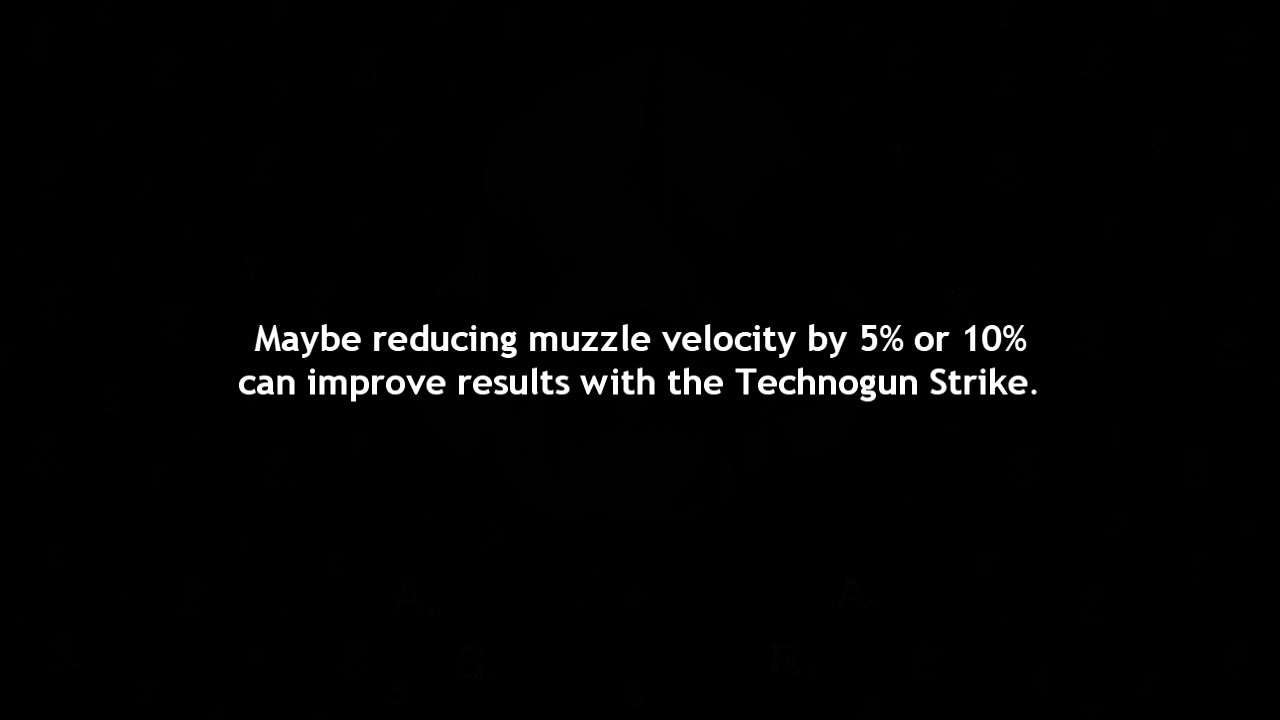 Maybe reducing muzzle velocity by 5% or 10%
can improve results with the Technogun Strike.